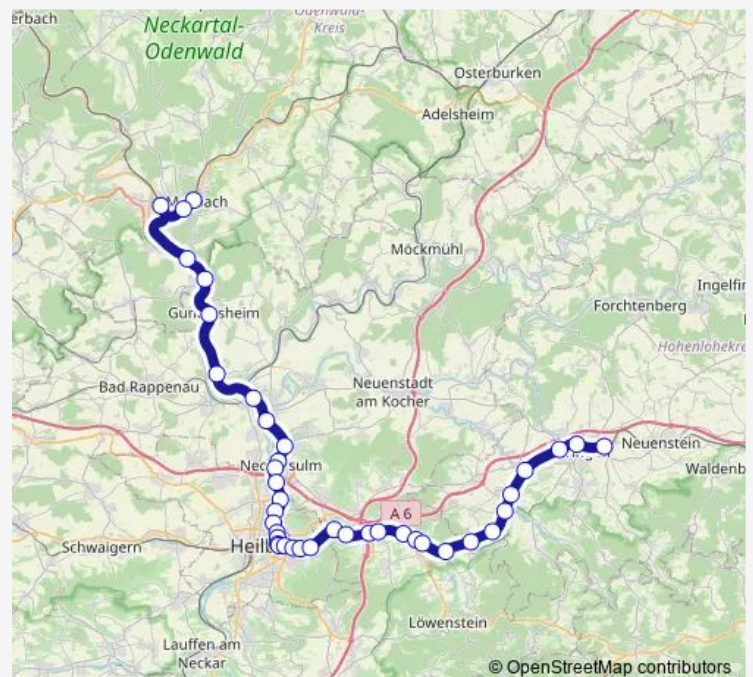 erbach
Neckartal-
Odenwald
Odenwald-
Kreis
Osterburken
Adelsheim
Möckmühl
Ingelfin
Forchtenberg
Hohenlohekre
Bad Rappenau
Neuenstadt
am Kocher
Neuenstein
Waldenb
A 6
Schwaigern
Heilb
Löwenstein
Lauffen am
Neckar
© OpenStreetMap contributors